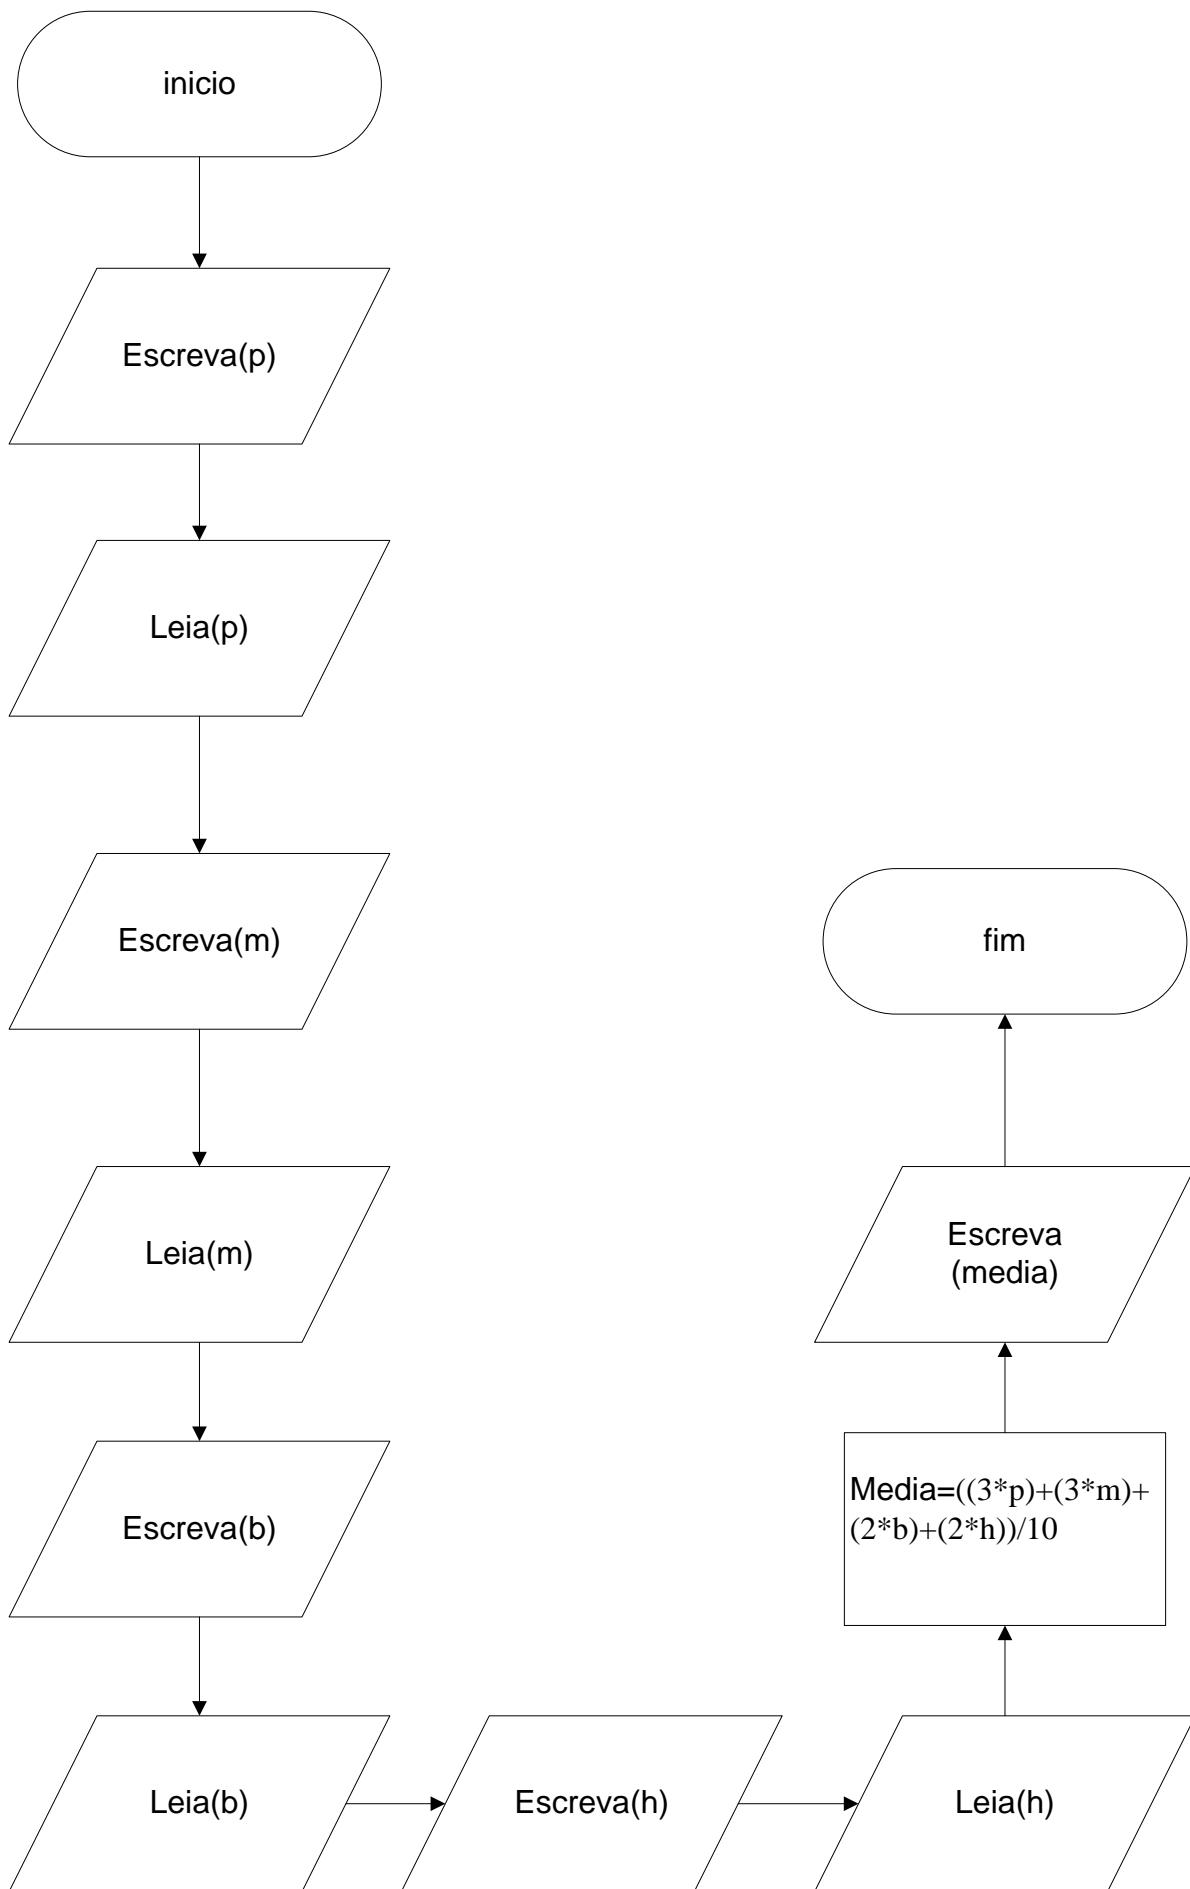 inicio
Escreva(p)
Leia(p)
Escreva(m)
Leia(m)
Escreva(b)
Leia(b)
Escreva(h)
Leia(h)
Media=((3*p)+(3*m)+
(2*b)+(2*h))/10
Escreva
(media)
fim